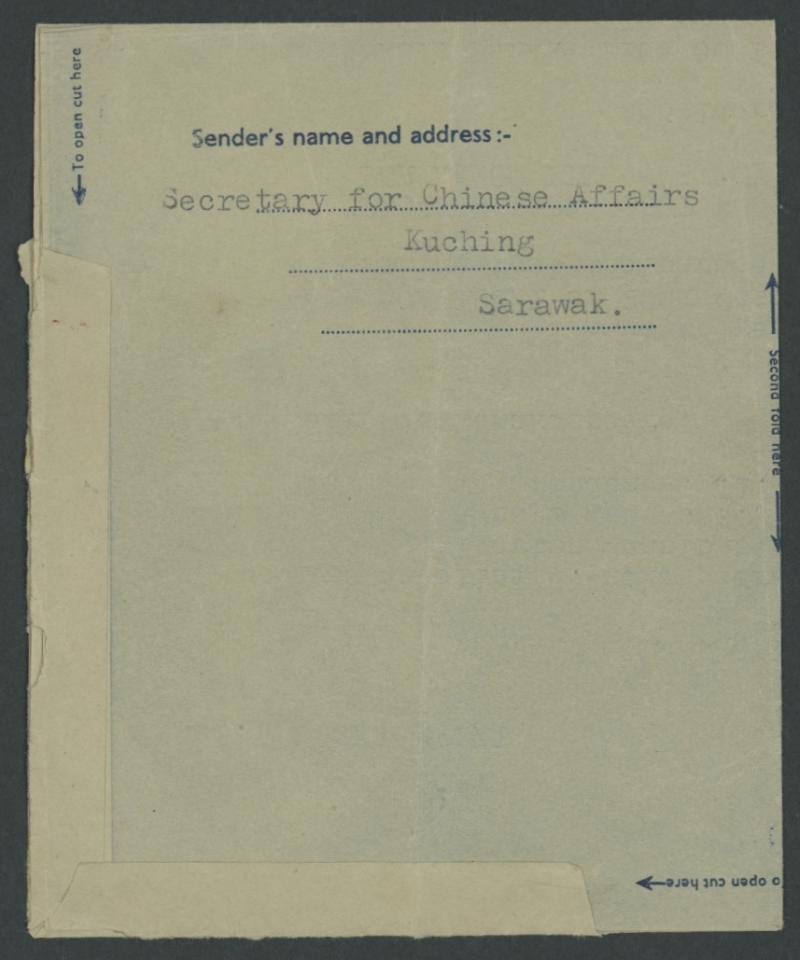 To open cut here
Sender's name and address :-
Secretary for Chinese Affairs
Kuching
Sarawak.
Second fold here
To open cut here